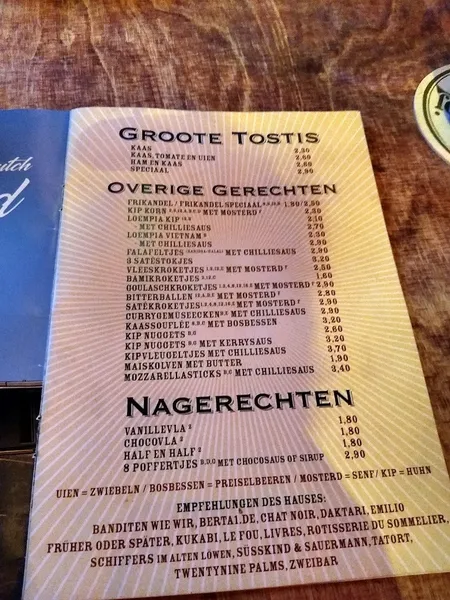 utch
d
GROOTE TOSTIS
KAAS 2,30
KAAS, TOMATE EN UIEN 2,60
HAM EN KAAS 2,60
SPECIAAL 2,90
OVERIGE GERECHTEN
FRIKANDEL / FRIKANDEL SPECIAAL 1,80/2,50
KIP KORN MET MOSTERD 2,30
LOEMPIA KIP 2,10
- MET CHILLIESAUS 2,70
LOEMPIA VIETNAM 2,30
- MET CHILLIESAUS 2,90
FALAFELTJES MET CHILLIESAUS 2,90
3 SATÉSTOKJES 3,20
VLEESKROKETJES MET MOSTERD 2,50
BAMIKROKETJES 1,60
GOULASCHKROKETJES MET MOSTERD 2,90
BITTERBALLEN MET MOSTERD 2,80
SATÉKROKETJES MET MOSTERD 2,90
CURRYGEMÜSEECKEN MET CHILLIESAUS 2,90
KAASSOUFLÉE MET BOSBESSEN 3,20
KIP NUGGETS 2,60
KIP NUGGETS MET KERRYSAUS 3,20
KIPVLEUGELTJES MET CHILLIESAUS 3,70
MAISKOLVEN MET BUTTER 1,90
MOZZARELLASTICKS MET CHILLIESAUS 3,40
NAGERECHTEN
VANILLEVLA 1,80
CHOCOVLA 1,80
HALF EN HALF 1,80
8 POFFERTJES B,D,G MET CHOCOSAUS OF SIRUP 2,90
UIEN = ZWIEBELN / BOSBESSEN = PREISELBEEREN / MOSTERD = SENF/ KIP = HUHN
EMPFEHLUNGEN DES HAUSES:
BANDITEN WIE WIR, BERTA1.DE, CHAT NOIR, DAKTARI, EMILIO
FRÜHER ODER SPÄTER, KUKABI, LE FOU, LIVRES, ROTISSERIE DU SOMMELIER,
SCHIFFERS IM ALTEN LÖWEN, SÜSSKIND & SAUERMANN, TATORT,
TWENTYNINE PALMS, ZWEIBAR